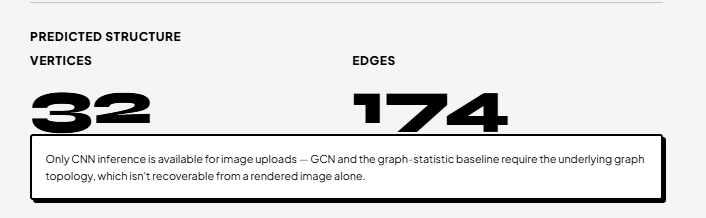 PREDICTED STRUCTURE
VERTICES EDGES
32 174
Only CNN inference is available for image uploads — GCN and the graph-statistic baseline require the underlying graph
topology, which isn't recoverable from a rendered image alone.